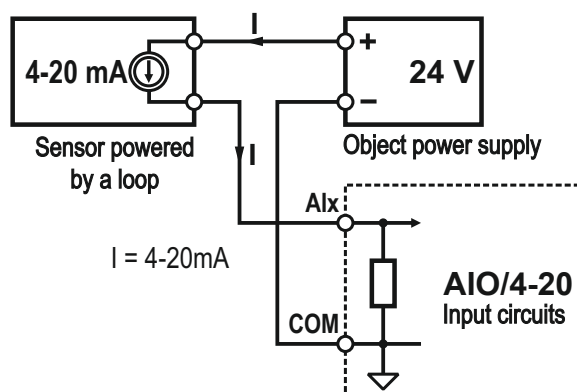 I
4-20 mA
+
24 V
–
Sensor powered
by a loop
I
Object power supply
AIx
I = 4-20mA
AIO/4-20
Input circuits
COM